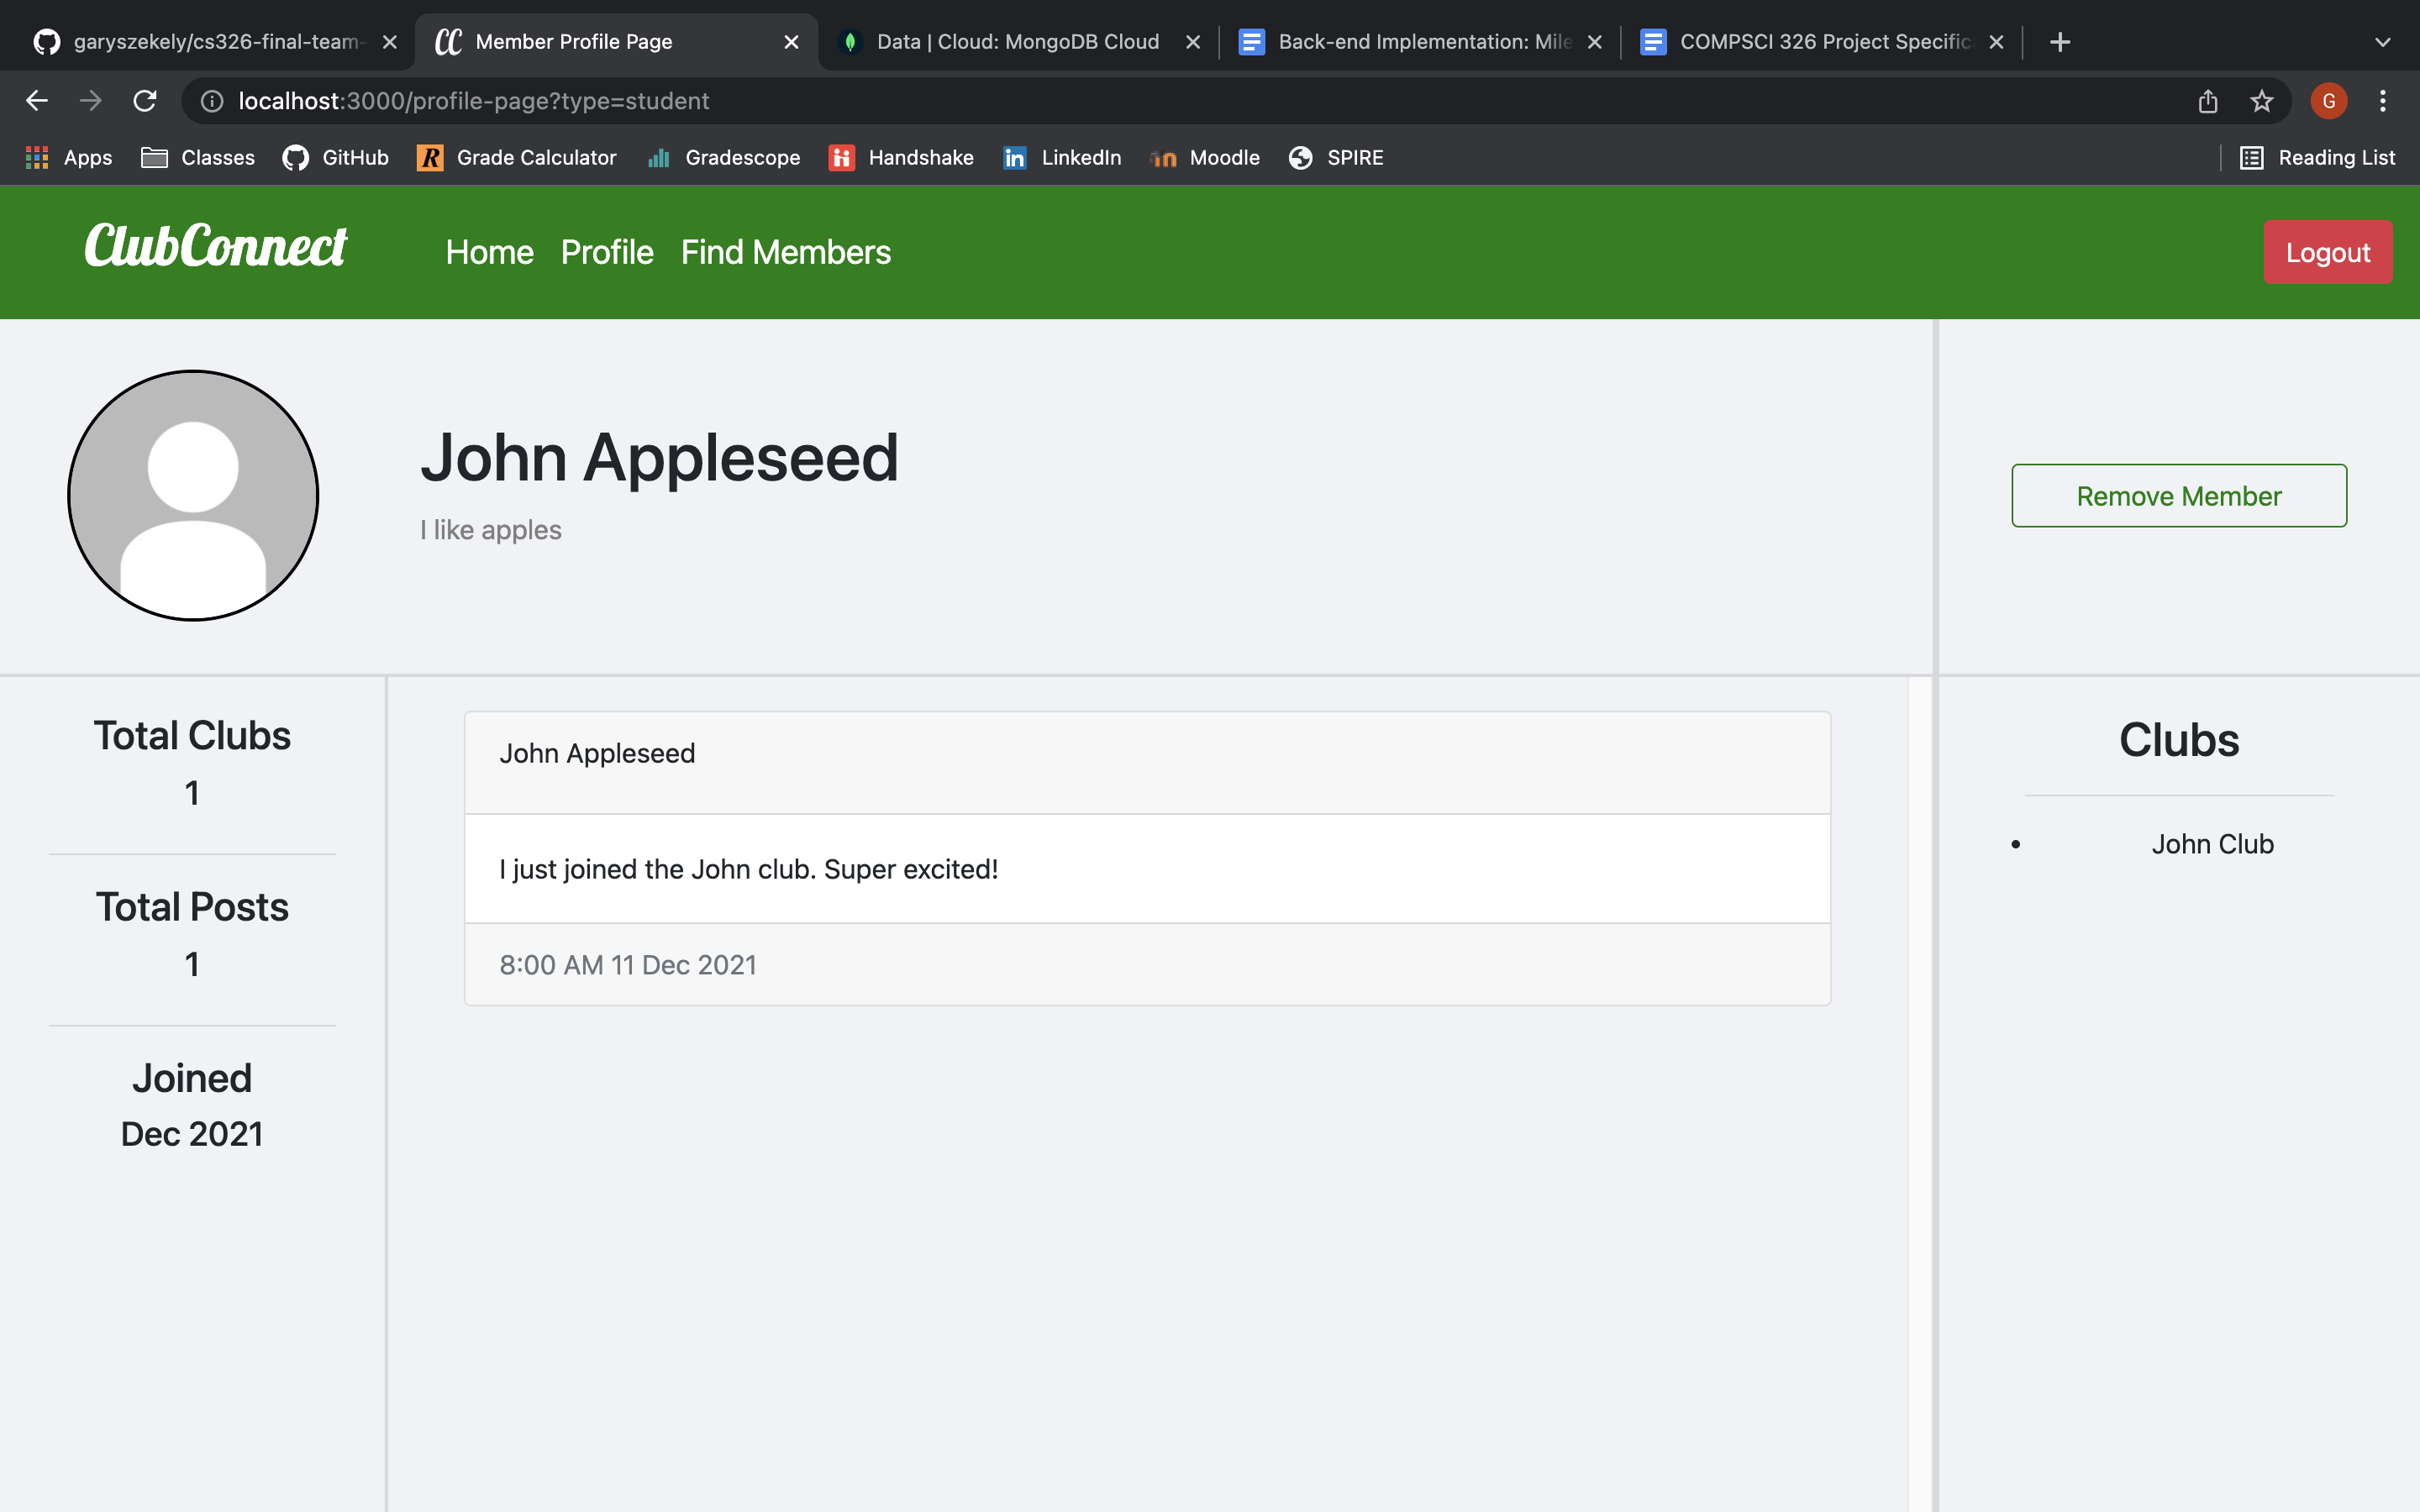 garyszekely/cs326-final-team-
CC Member Profile Page
Data | Cloud: MongoDB Cloud
Back-end Implementation: Mile
COMPSCI 326 Project Specific
localhost:3000/profile-page?type=student
G
Apps Classes GitHub R Grade Calculator Gradescope Handshake in LinkedIn Moodle SPIRE Reading List
ClubConnect Home Profile Find Members Logout
John Appleseed
I like apples
Remove Member
Total Clubs
1
Total Posts
1
Joined
Dec 2021
John Appleseed
I just joined the John club. Super excited!
8:00 AM 11 Dec 2021
Clubs
• John Club